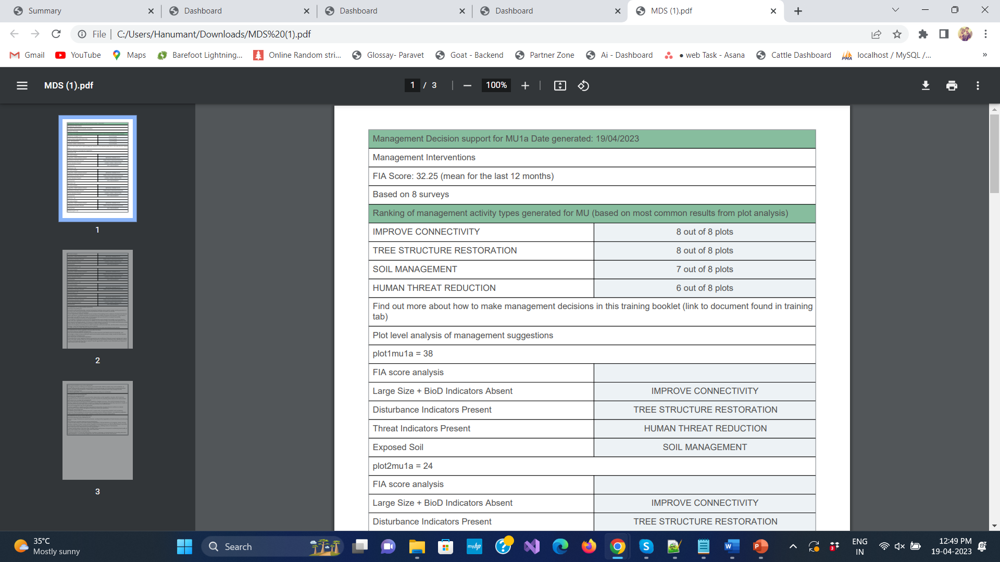 Summary
Dashboard
Dashboard
Dashboard
MDS (1).pdf
File
C:/Users/Hanumant/Downloads/MDS%20(1).pdf
Gmail
YouTube
Maps
Barefoot Lightning...
Online Random stri...
Glossay- Paravet
Goat - Backend
Partner Zone
Ai - Dashboard
● web Task - Asana
Cattle Dashboard
localhost / MySQL /...
»
MDS (1).pdf
1 / 3
100%
Management Decision support for MU1a Date generated: 19/04/2023
Management Interventions
FIA Score: 32.25 (mean for the last 12 months)
Based on 8 surveys
Ranking of management activity types generated for MU (based on most common results from plot analysis)
IMPROVE CONNECTIVITY 8 out of 8 plots
TREE STRUCTURE RESTORATION 8 out of 8 plots
SOIL MANAGEMENT 7 out of 8 plots
HUMAN THREAT REDUCTION 6 out of 8 plots
Find out more about how to make management decisions in this training booklet (link to document found in training
tab)
Plot level analysis of management suggestions
plot1mu1a = 38
FIA score analysis
Large Size + BioD Indicators Absent IMPROVE CONNECTIVITY
Disturbance Indicators Present TREE STRUCTURE RESTORATION
Threat Indicators Present HUMAN THREAT REDUCTION
Exposed Soil SOIL MANAGEMENT
plot2mu1a = 24
FIA score analysis
Large Size + BioD Indicators Absent IMPROVE CONNECTIVITY
Disturbance Indicators Present TREE STRUCTURE RESTORATION
1
2
3
35°C
Mostly sunny
Search
myhp
ENG
IN
12:49 PM
19-04-2023